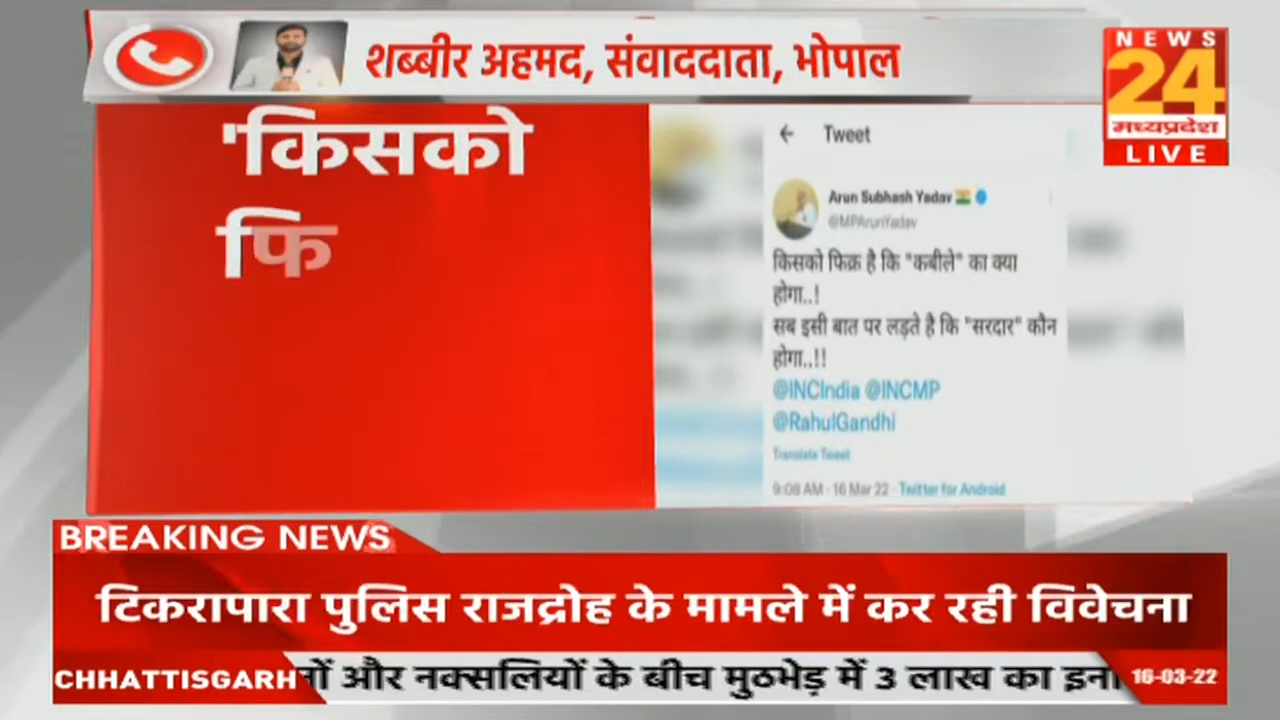 शब्बीर अहमद, संवाददाता, भोपाल
NEWS
24
मध्यप्रदेश
LIVE
'किसको
फि
Tweet
Arun Subhash Yadav
@MPArunYadav
किसको फिक्र है कि "कबीले" का क्या
होगा..!
सब इसी बात पर लड़ते है कि "सरदार" कौन
होगा..!!
@INCIndia @INCMP
@RahulGandhi
Translate Tweet
9:08 AM · 16 Mar 22 · Twitter for Android
BREAKING NEWS
टिकरापारा पुलिस राजद्रोह के मामले में कर रही विवेचना
CHHATTISGARH
और नक्सलियों के बीच मुठभेड़ में 3 लाख का
16-03-22